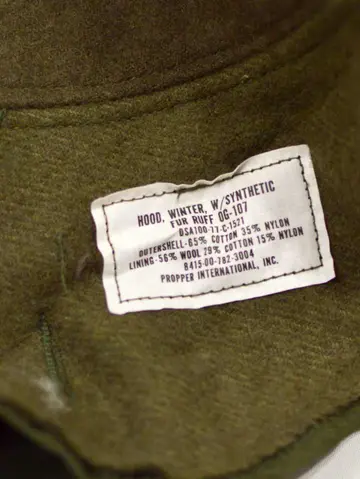 HOOD, WINTER, W/SYNTHETIC
FUR RUFF OG-107
DSA100-77-C-1521
OUTERSHELL-65% COTTON 35% NYLON
LINING-56% WOOL 29% COTTON 15% NYLON
8415-00-782-3004
PROPPER INTERNATIONAL, INC.